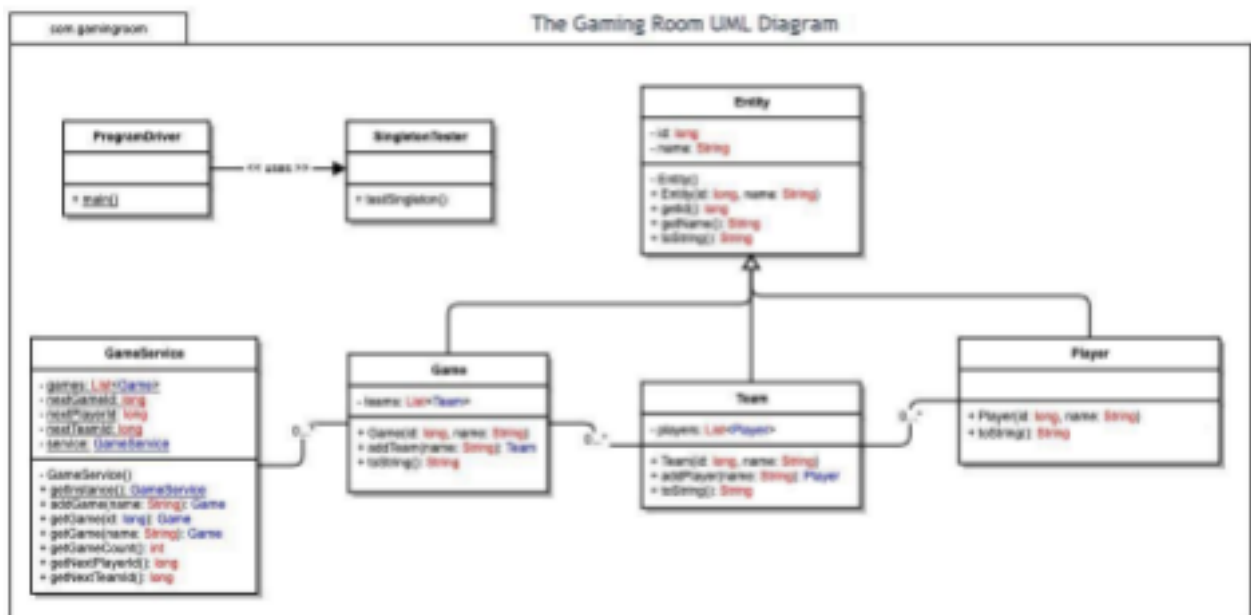 com.gamingroom
The Gaming Room UML Diagram
ProgramDriver
+ main()
<< uses >>
SingletonTester
+ testSingleton()
Entity
- id: long
- name: String
- Entity()
+ Entity(id: long, name: String)
+ getId(): long
+ getName(): String
+ toString(): String
GameService
- games: List<Game>
- nextGameId: long
- nextPlayerId: long
- nextTeamId: long
- service: GameService
- GameService()
+ getInstance(): GameService
+ addGame(name: String): Game
+ getGame(id: long): Game
+ getGame(name: String): Game
+ getGameCount(): int
+ getNextPlayerId(): long
+ getNextTeamId(): long
0..*
Game
- teams: List<Team>
+ Game(id: long, name: String)
+ addTeam(name: String): Team
+ toString(): String
0..*
Team
- players: List<Player>
+ Team(id: long, name: String)
+ addPlayer(name: String): Player
+ toString(): String
0..*
Player
+ Player(id: long, name: String)
+ toString(): String